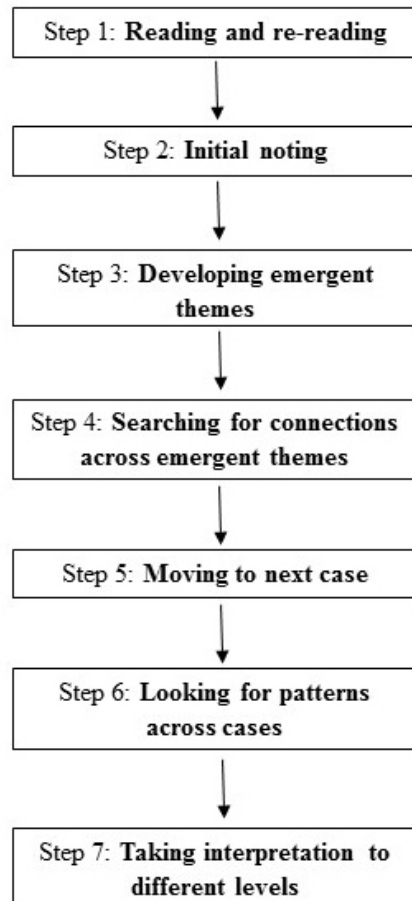 Step 1: Reading and re-reading
Step 2: Initial noting
Step 3: Developing emergent
themes
Step 4: Searching for connections
across emergent themes
Step 5: Moving to next case
Step 6: Looking for patterns
across cases
Step 7: Taking interpretation to
different levels